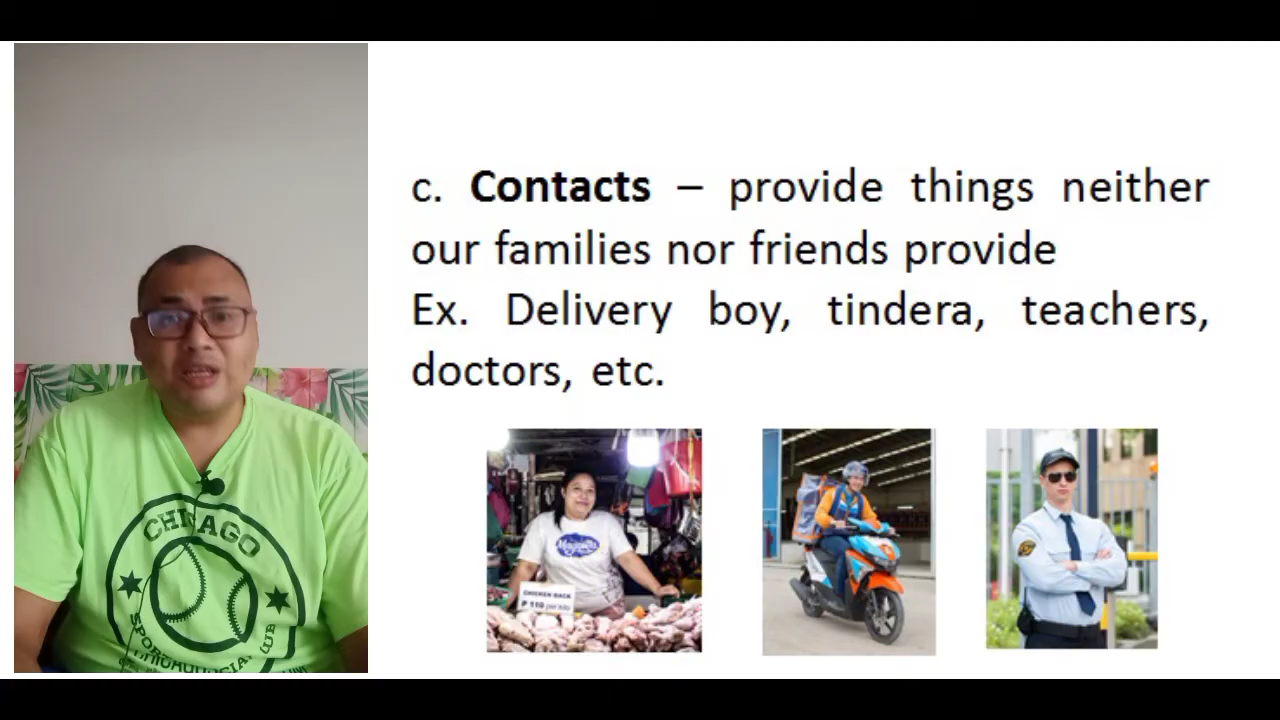 c. Contacts – provide things neither
our families nor friends provide
Ex. Delivery boy, tindera, teachers,
doctors, etc.
CHICAGO
CHICKEN BACK
₱ 110 per kilo